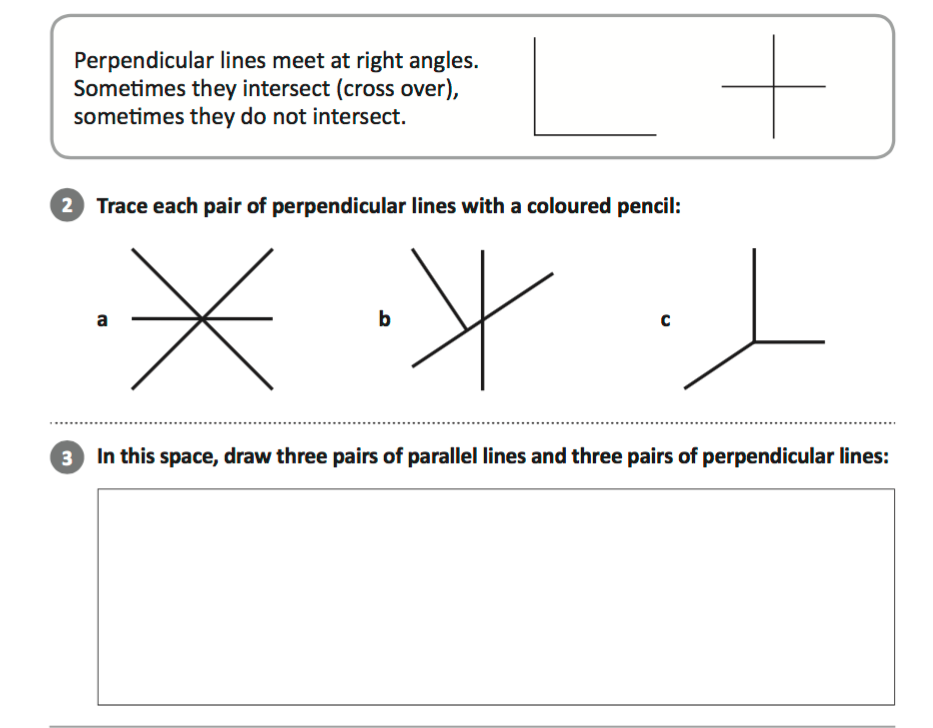 Perpendicular lines meet at right angles.
Sometimes they intersect (cross over),
sometimes they do not intersect.
2 Trace each pair of perpendicular lines with a coloured pencil:
a b c
3 In this space, draw three pairs of parallel lines and three pairs of perpendicular lines: